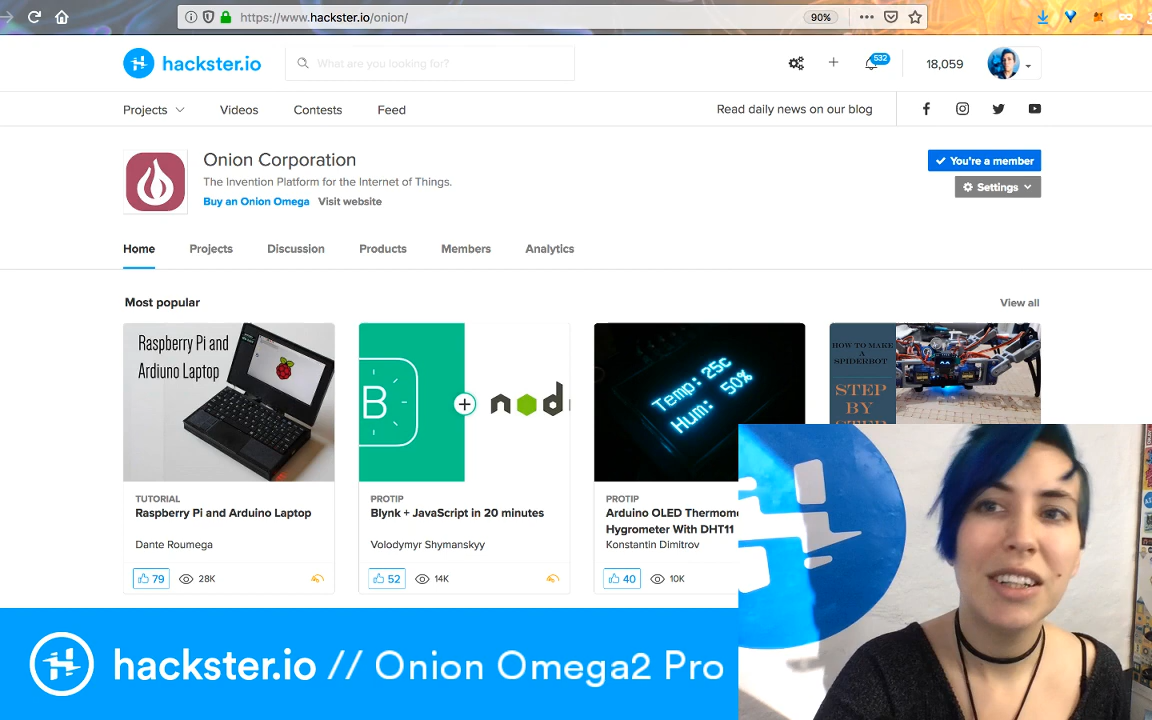 https://www.hackster.io/onion/
90%
hackster.io
What are you looking for?
532
18,059
Projects
Videos
Contests
Feed
Read daily news on our blog
Onion Corporation
The Invention Platform for the Internet of Things.
Buy an Onion Omega
Visit website
You're a member
Settings
Home
Projects
Discussion
Products
Members
Analytics
Most popular
View all
Raspberry Pi and
Ardiuno Laptop
TUTORIAL
Raspberry Pi and Arduino Laptop
Dante Roumega
79
28K
B
nod
PROTIP
Blynk + JavaScript in 20 minutes
Volodymyr Shymanskyy
52
14K
Temp: 25c
Hum: 50%
PROTIP
Arduino OLED Thermome
Hygrometer With DHT11
Konstantin Dimitrov
40
10K
HOW TO MAKE
A
SPIDERBOT
STEP
BY
STEP
hackster.io // Onion Omega2 Pro